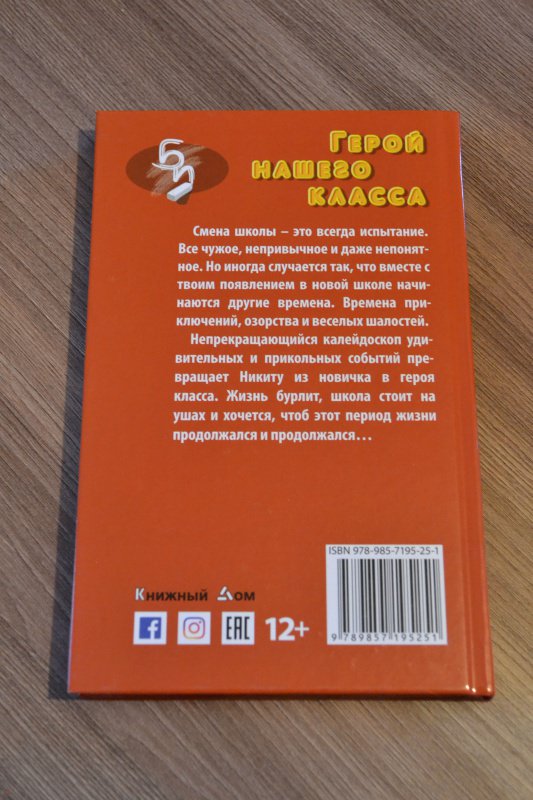 БП
Герой
нашего
класса
Смена школы – это всегда испытание.
Все чужое, непривычное и даже непонят-
ное. Но иногда случается так, что вместе с
твоим появлением в новой школе начи-
наются другие времена. Времена при-
ключений, озорства и веселых шалостей.
Непрекращающийся калейдоскоп уди-
вительных и прикольных событий пре-
вращает Никиту из новичка в героя
класса. Жизнь бурлит, школа стоит на
ушах и хочется, чтоб этот период жизни
продолжался и продолжался…
ISBN 978-985-7195-25-1
Книжный Дом
f
EAC
12+
9 789857 195251